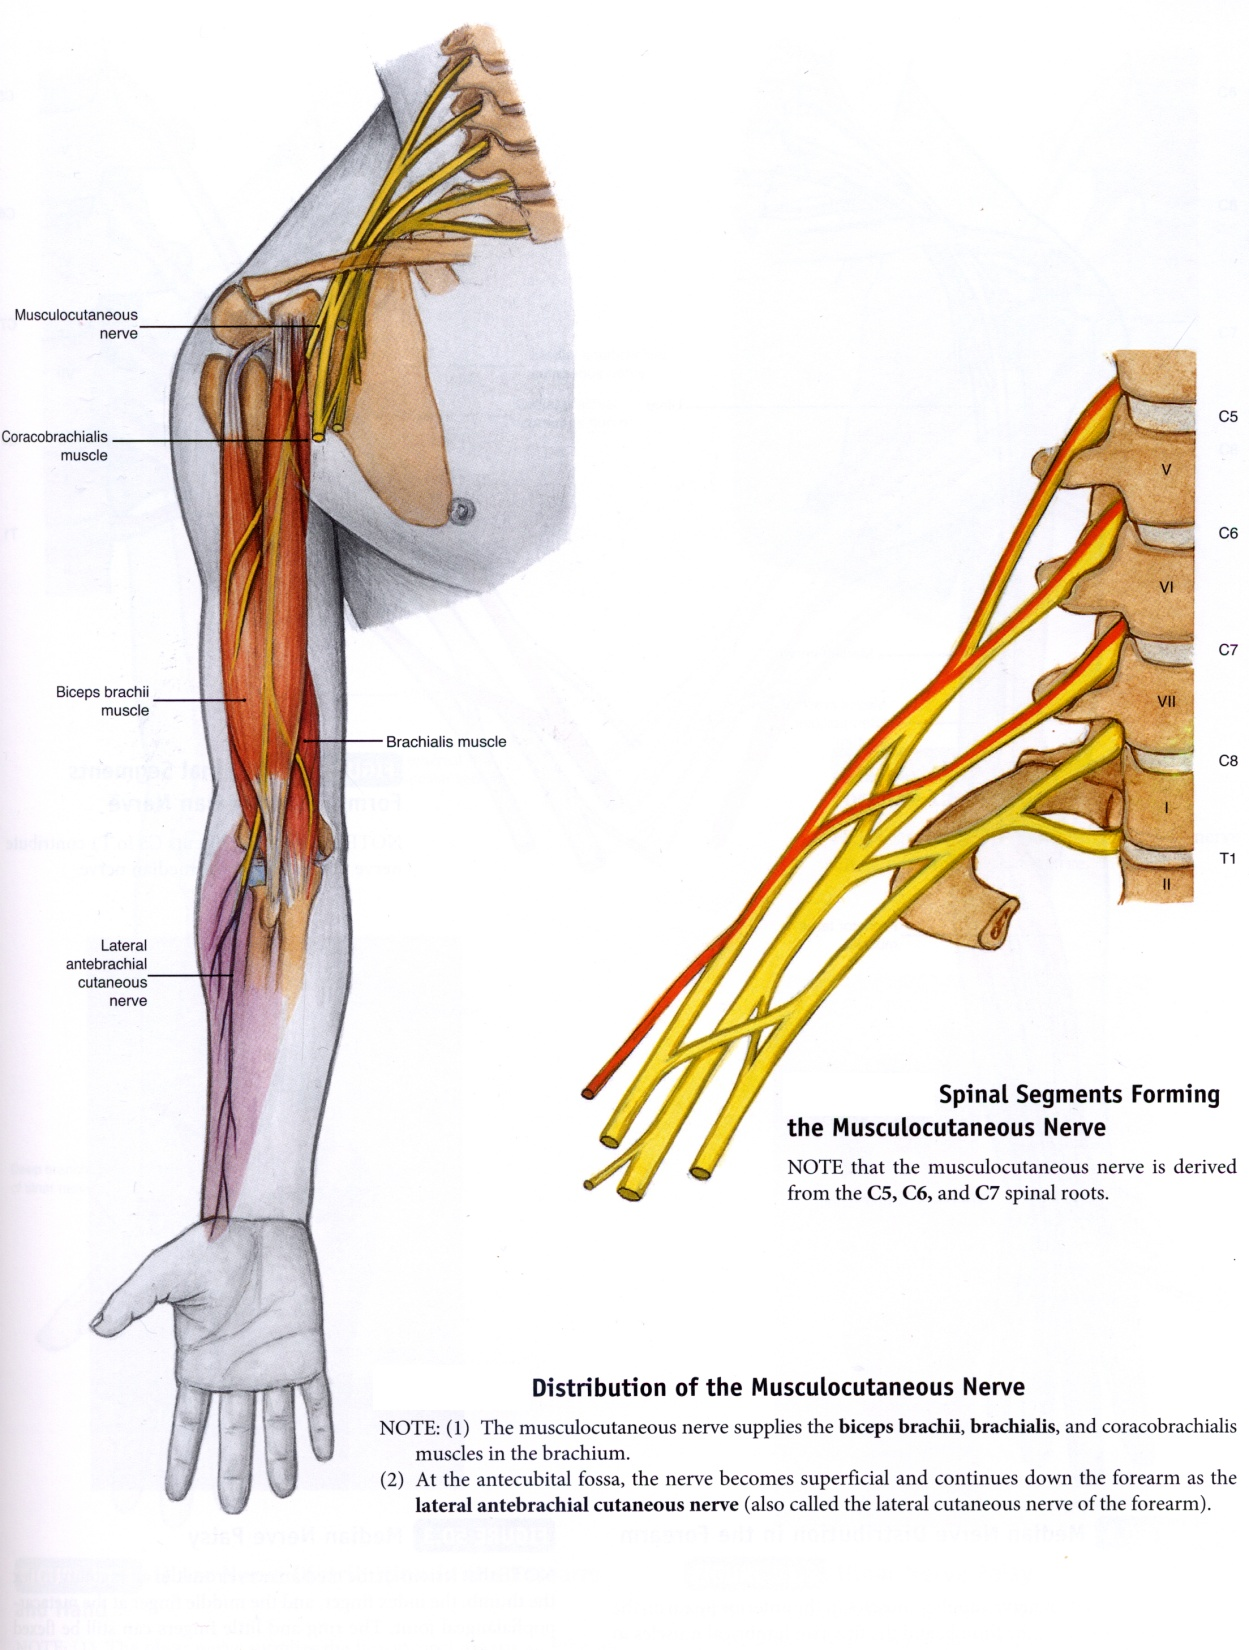 Musculocutaneous
nerve
Coracobrachialis
muscle
Biceps brachii
muscle
Brachialis muscle
Lateral
antebrachial
cutaneous
nerve
C5
V
C6
VI
C7
VII
C8
I
T1
II
Spinal Segments Forming
the Musculocutaneous Nerve
NOTE that the musculocutaneous nerve is derived
from the C5, C6, and C7 spinal roots.
Distribution of the Musculocutaneous Nerve
NOTE: (1) The musculocutaneous nerve supplies the biceps brachii, brachialis, and coracobrachialis
muscles in the brachium.
(2) At the antecubital fossa, the nerve becomes superficial and continues down the forearm as the
lateral antebrachial cutaneous nerve (also called the lateral cutaneous nerve of the forearm).